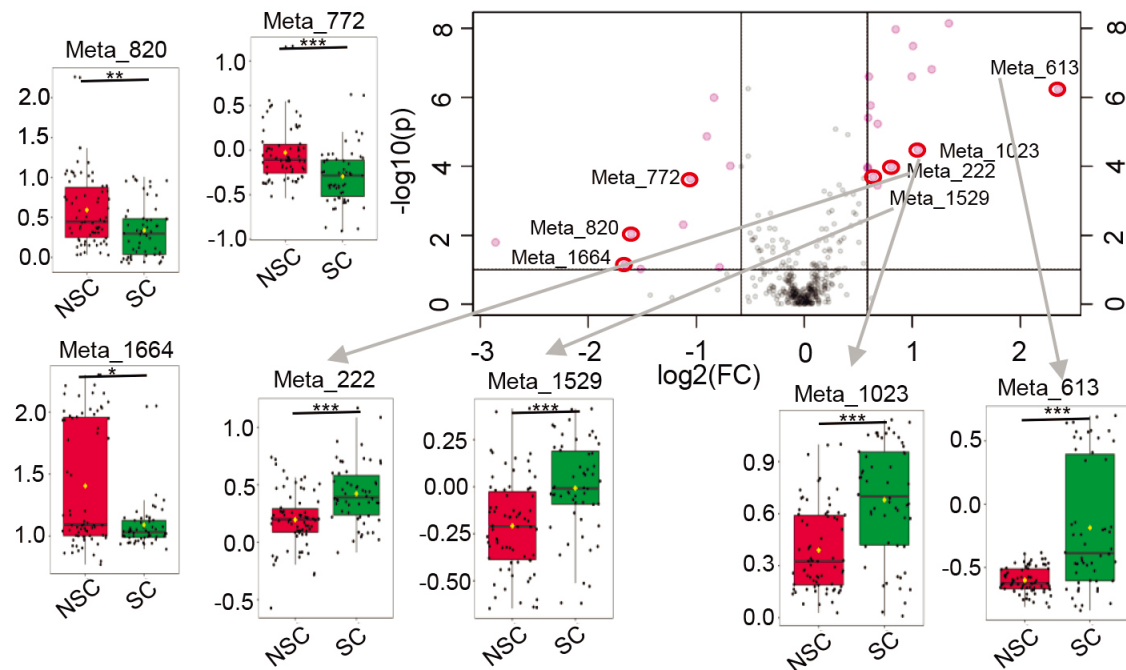 Meta_820
**
2.0
1.5
1.0
0.5
0.0
NSC
SC
Meta_772
***
1.0
0.5
0.0
-0.5
-1.0
NSC
SC
8
6
4
2
0
-log10(p)
8
6
4
2
0
Meta_613
Meta_1023
Meta_222
Meta_1529
Meta_772
Meta_820
Meta_1664
-3
-2
-1
0
1
2
log2(FC)
Meta_1664
*
2.0
1.5
1.0
NSC
SC
Meta_222
***
1.0
0.5
0.0
-0.5
NSC
SC
Meta_1529
***
0.25
0.00
-0.25
-0.50
NSC
SC
Meta_1023
***
0.9
0.6
0.3
0.0
NSC
SC
Meta_613
***
0.5
0.0
-0.5
NSC
SC